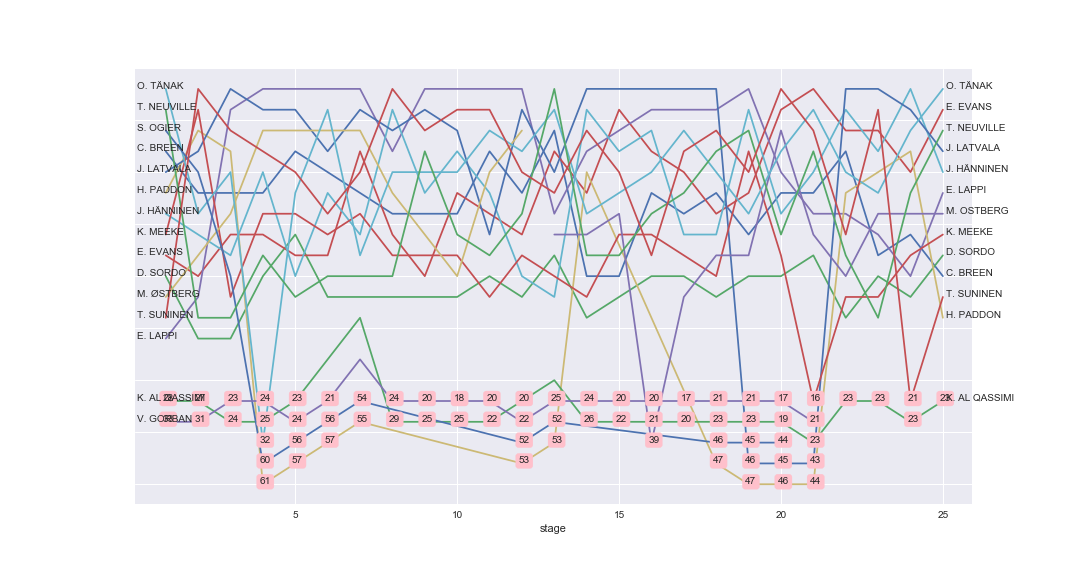 O. TÄNAK O. TÄNAK
T. NEUVILLE E. EVANS
S. OGIER T. NEUVILLE
C. BREEN J. LATVALA
J. LATVALA J. HÄNNINEN
H. PADDON E. LAPPI
J. HÄNNINEN M. OSTBERG
K. MEEKE K. MEEKE
E. EVANS D. SORDO
D. SORDO C. BREEN
M. ØSTBERG T. SUNINEN
T. SUNINEN H. PADDON
E. LAPPI
K. AL QASSIMI 23 24 23 21 54 24 20 18 20 20 25 24 20 20 17 21 21 17 16 23 23 21 23 K. AL QASSIMI
V. GORBAN 31 24 25 24 56 55 29 25 25 22 22 52 26 22 21 20 23 23 19 21 23
32 56 57 52 53 39 46 45 44 23
60 57 53 47 46 45 43
61 47 46 44
5 10 15 20 25
stage